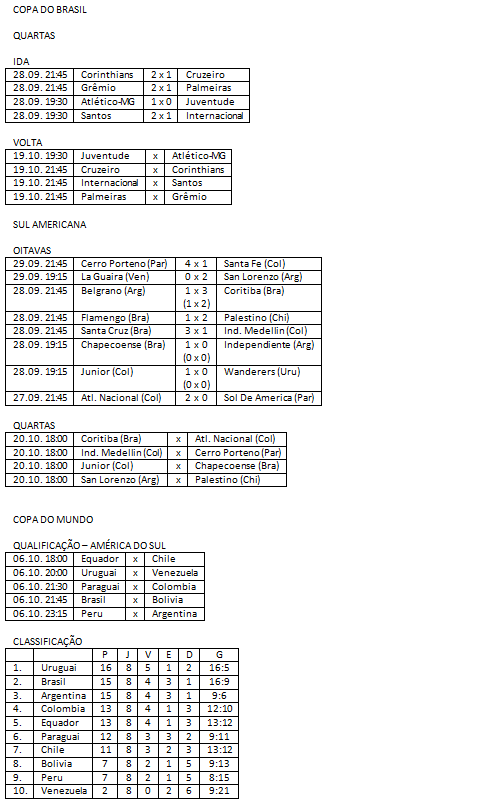 COPA DO BRASIL
QUARTAS
IDA
28.09. 21:45 Corinthians 2 x 1 Cruzeiro
28.09. 21:45 Grêmio 2 x 1 Palmeiras
28.09. 19:30 Atlético-MG 1 x 0 Juventude
28.09. 19:30 Santos 2 x 1 Internacional
VOLTA
19.10. 19:30 Juventude x Atlético-MG
19.10. 21:45 Cruzeiro x Corinthians
19.10. 21:45 Internacional x Santos
19.10. 21:45 Palmeiras x Grêmio
SUL AMERICANA
OITAVAS
29.09. 21:45 Cerro Porteno (Par) 4 x 1 Santa Fe (Col)
29.09. 19:15 La Guaira (Ven) 0 x 2 San Lorenzo (Arg)
28.09. 21:45 Belgrano (Arg) 1 x 3 Coritiba (Bra)
(1 x 2)
28.09. 21:45 Flamengo (Bra) 1 x 2 Palestino (Chi)
28.09. 21:45 Santa Cruz (Bra) 3 x 1 Ind. Medellin (Col)
28.09. 19:15 Chapecoense (Bra) 1 x 0 Independiente (Arg)
(0 x 0)
28.09. 19:15 Junior (Col) 1 x 0 Wanderers (Uru)
(0 x 0)
27.09. 21:45 Atl. Nacional (Col) 2 x 0 Sol De America (Par)
QUARTAS
20.10. 18:00 Coritiba (Bra) x Atl. Nacional (Col)
20.10. 18:00 Ind. Medellin (Col) x Cerro Porteno (Par)
20.10. 18:00 Junior (Col) x Chapecoense (Bra)
20.10. 18:00 San Lorenzo (Arg) x Palestino (Chi)
COPA DO MUNDO
QUALIFICAÇÃO – AMÉRICA DO SUL
06.10. 18:00 Equador x Chile
06.10. 20:00 Uruguai x Venezuela
06.10. 21:30 Paraguai x Colombia
06.10. 21:45 Brasil x Bolivia
06.10. 23:15 Peru x Argentina
CLASSIFICAÇÃO
P J V E D G
1. Uruguai 16 8 5 1 2 16:5
2. Brasil 15 8 4 3 1 16:9
3. Argentina 15 8 4 3 1 9:6
4. Colombia 13 8 4 1 3 12:10
5. Equador 13 8 4 1 3 13:12
6. Paraguai 12 8 3 3 2 9:11
7. Chile 11 8 3 2 3 13:12
8. Bolivia 7 8 2 1 5 9:13
9. Peru 7 8 2 1 5 8:15
10. Venezuela 2 8 0 2 6 9:21